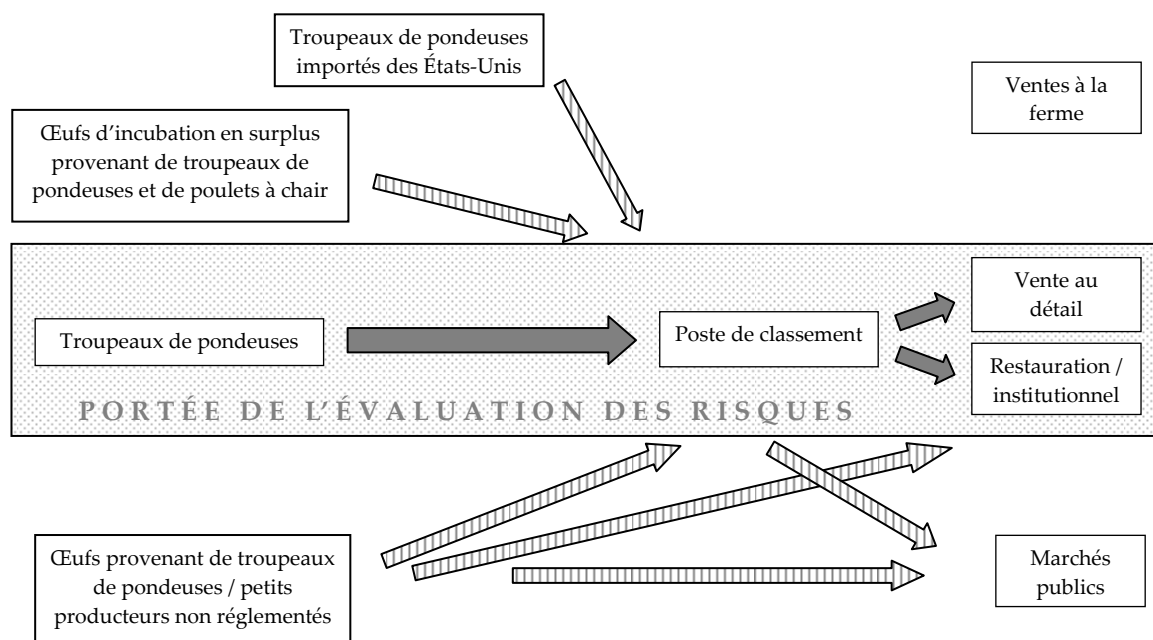 Troupeaux de pondeuses
importés des États-Unis
Ventes à la
ferme
Œufs d’incubation en surplus
provenant de troupeaux de
pondeuses et de poulets à chair
Vente au
détail
Troupeaux de pondeuses
Poste de classement
Restauration /
institutionnel
PORTÉE DE L’ÉVALUATION DES RISQUES
Œufs provenant de troupeaux
de pondeuses / petits
producteurs non réglementés
Marchés
publics